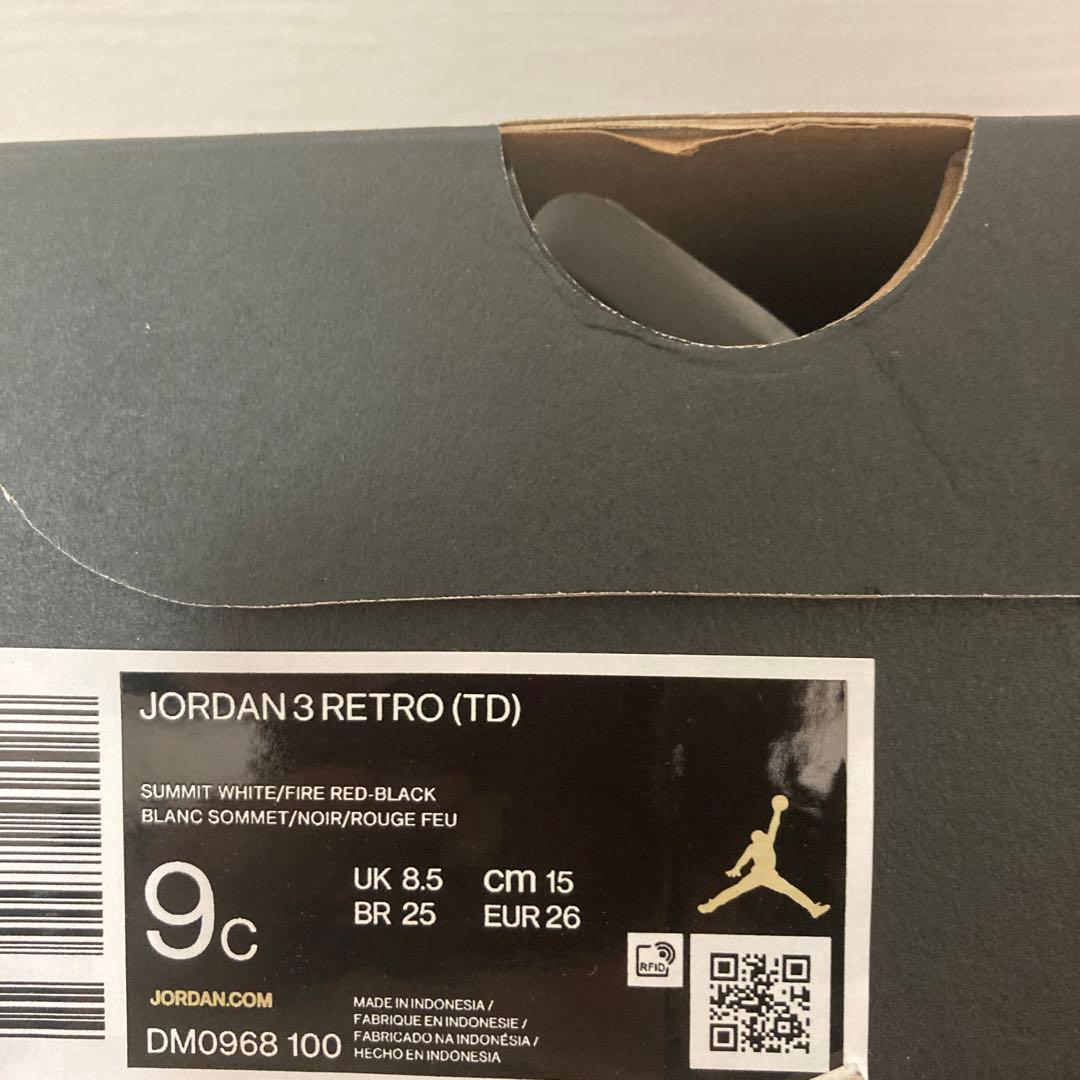 JORDAN 3 RETRO (TD)
SUMMIT WHITE/FIRE RED-BLACK
BLANC SOMMET/NOIR/ROUGE FEU
9C
UK 8.5 cm 15
BR 25 EUR 26
RFID
JORDAN.COM
DM0968 100
MADE IN INDONESIA /
FABRIQUE EN INDONESIE /
FABRICADO NA INDONÉSIA /
HECHO EN INDONESIA